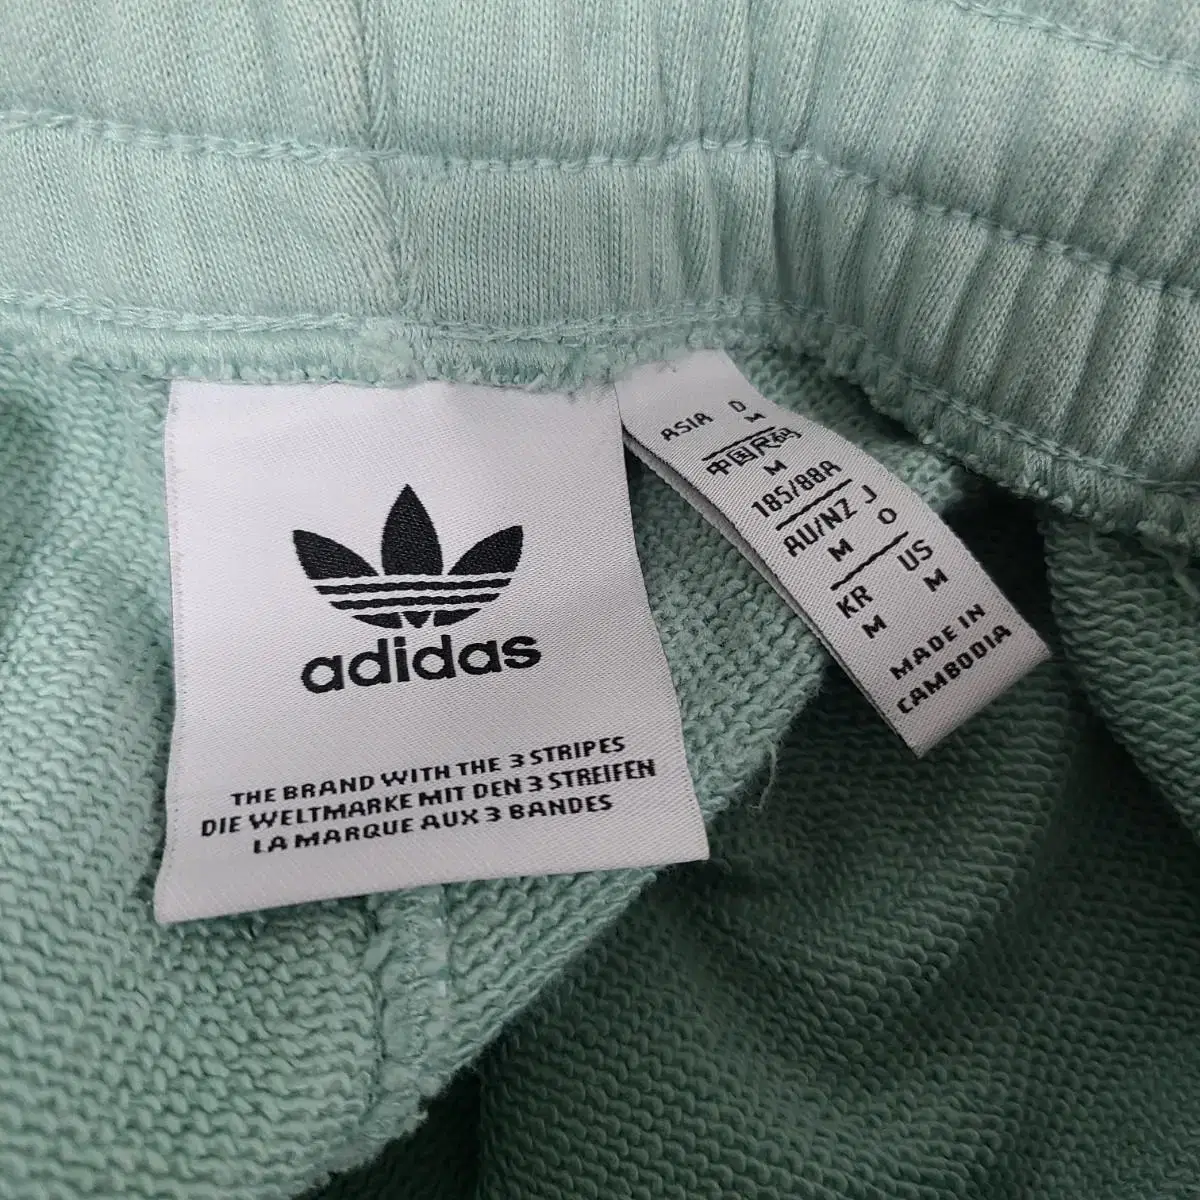 adidas
THE BRAND WITH THE 3 STRIPES
DIE WELTMARKE MIT DEN 3 STREIFEN
LA MARQUE AUX 3 BANDES
ASIA D
M
中国尺码
M
185/88A
AU/NZ J
M O
KR US
M M
MADE IN
CAMBODIA